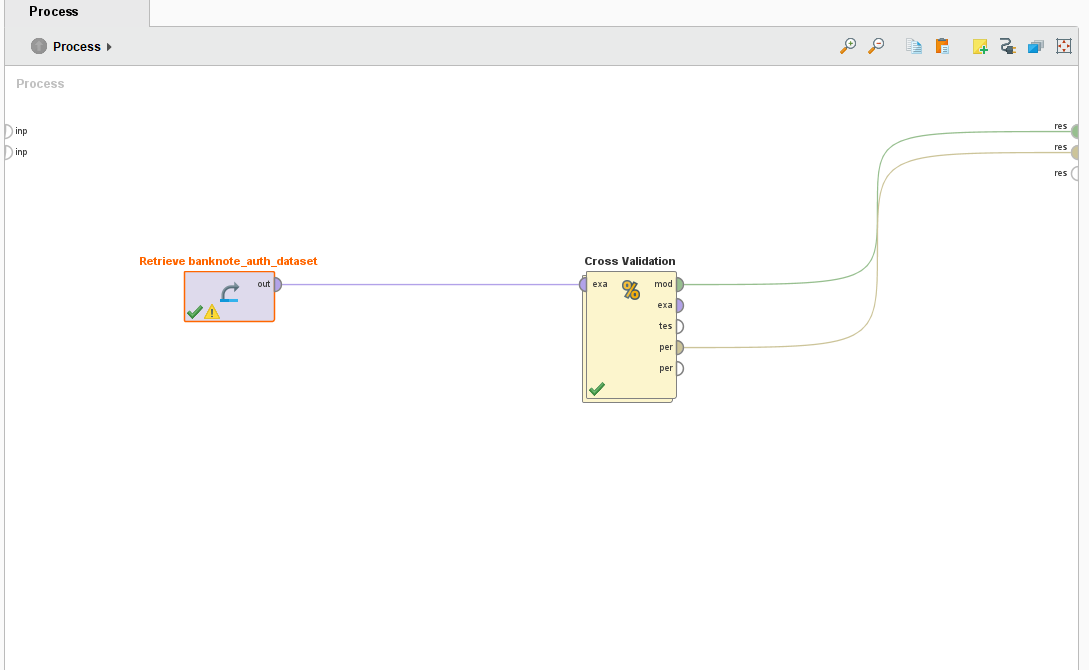 Process
Process
Process
inp
inp
res
res
res
Retrieve banknote_auth_dataset
out
Cross Validation
exa
mod
exa
tes
per
per